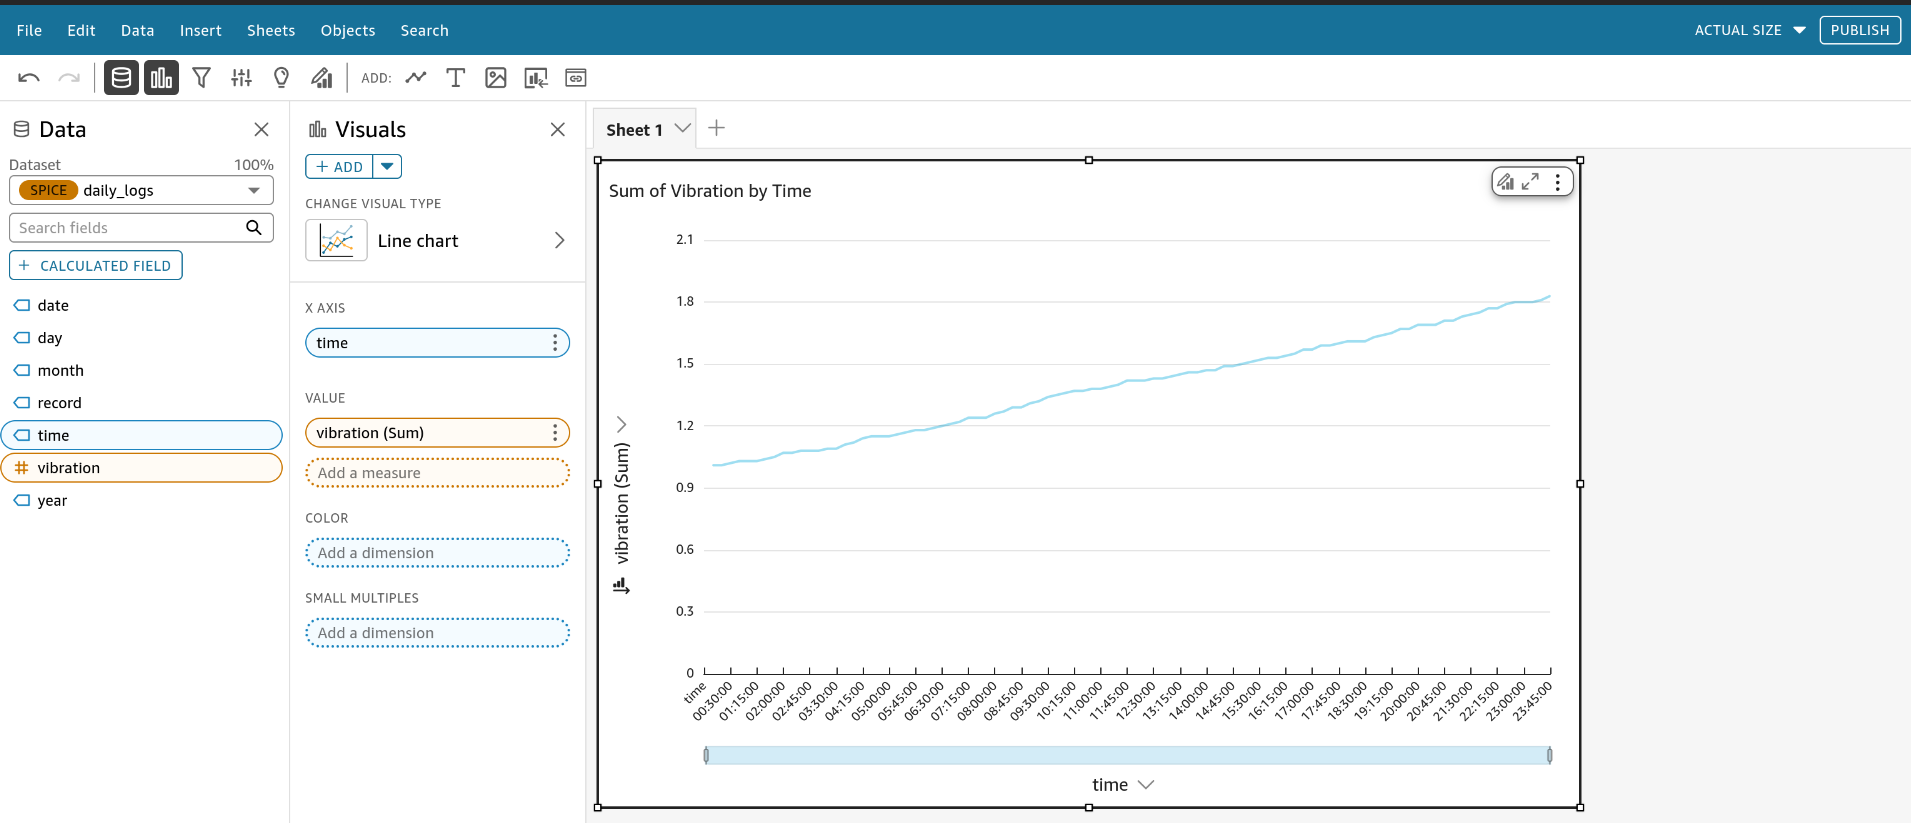 File Edit Data Insert Sheets Objects Search ACTUAL SIZE PUBLISH
ADD:
Data
Dataset 100%
SPICE daily_logs
Search fields
+ CALCULATED FIELD
date
day
month
record
time
# vibration
year
Visuals
+ ADD
CHANGE VISUAL TYPE
Line chart
X AXIS
time
VALUE
vibration (Sum)
Add a measure
COLOR
Add a dimension
SMALL MULTIPLES
Add a dimension
Sheet 1
Sum of Vibration by Time
vibration (Sum)
2.1
1.8
1.5
1.2
0.9
0.6
0.3
0
time 00:30:00 01:15:00 02:00:00 02:45:00 03:30:00 04:15:00 05:00:00 05:45:00 06:30:00 07:15:00 08:00:00 08:45:00 09:30:00 10:15:00 11:00:00 11:45:00 12:30:00 13:15:00 14:00:00 14:45:00 15:30:00 16:15:00 17:00:00 17:45:00 18:30:00 19:15:00 20:00:00 20:45:00 21:30:00 22:15:00 23:00:00 23:45:00
time